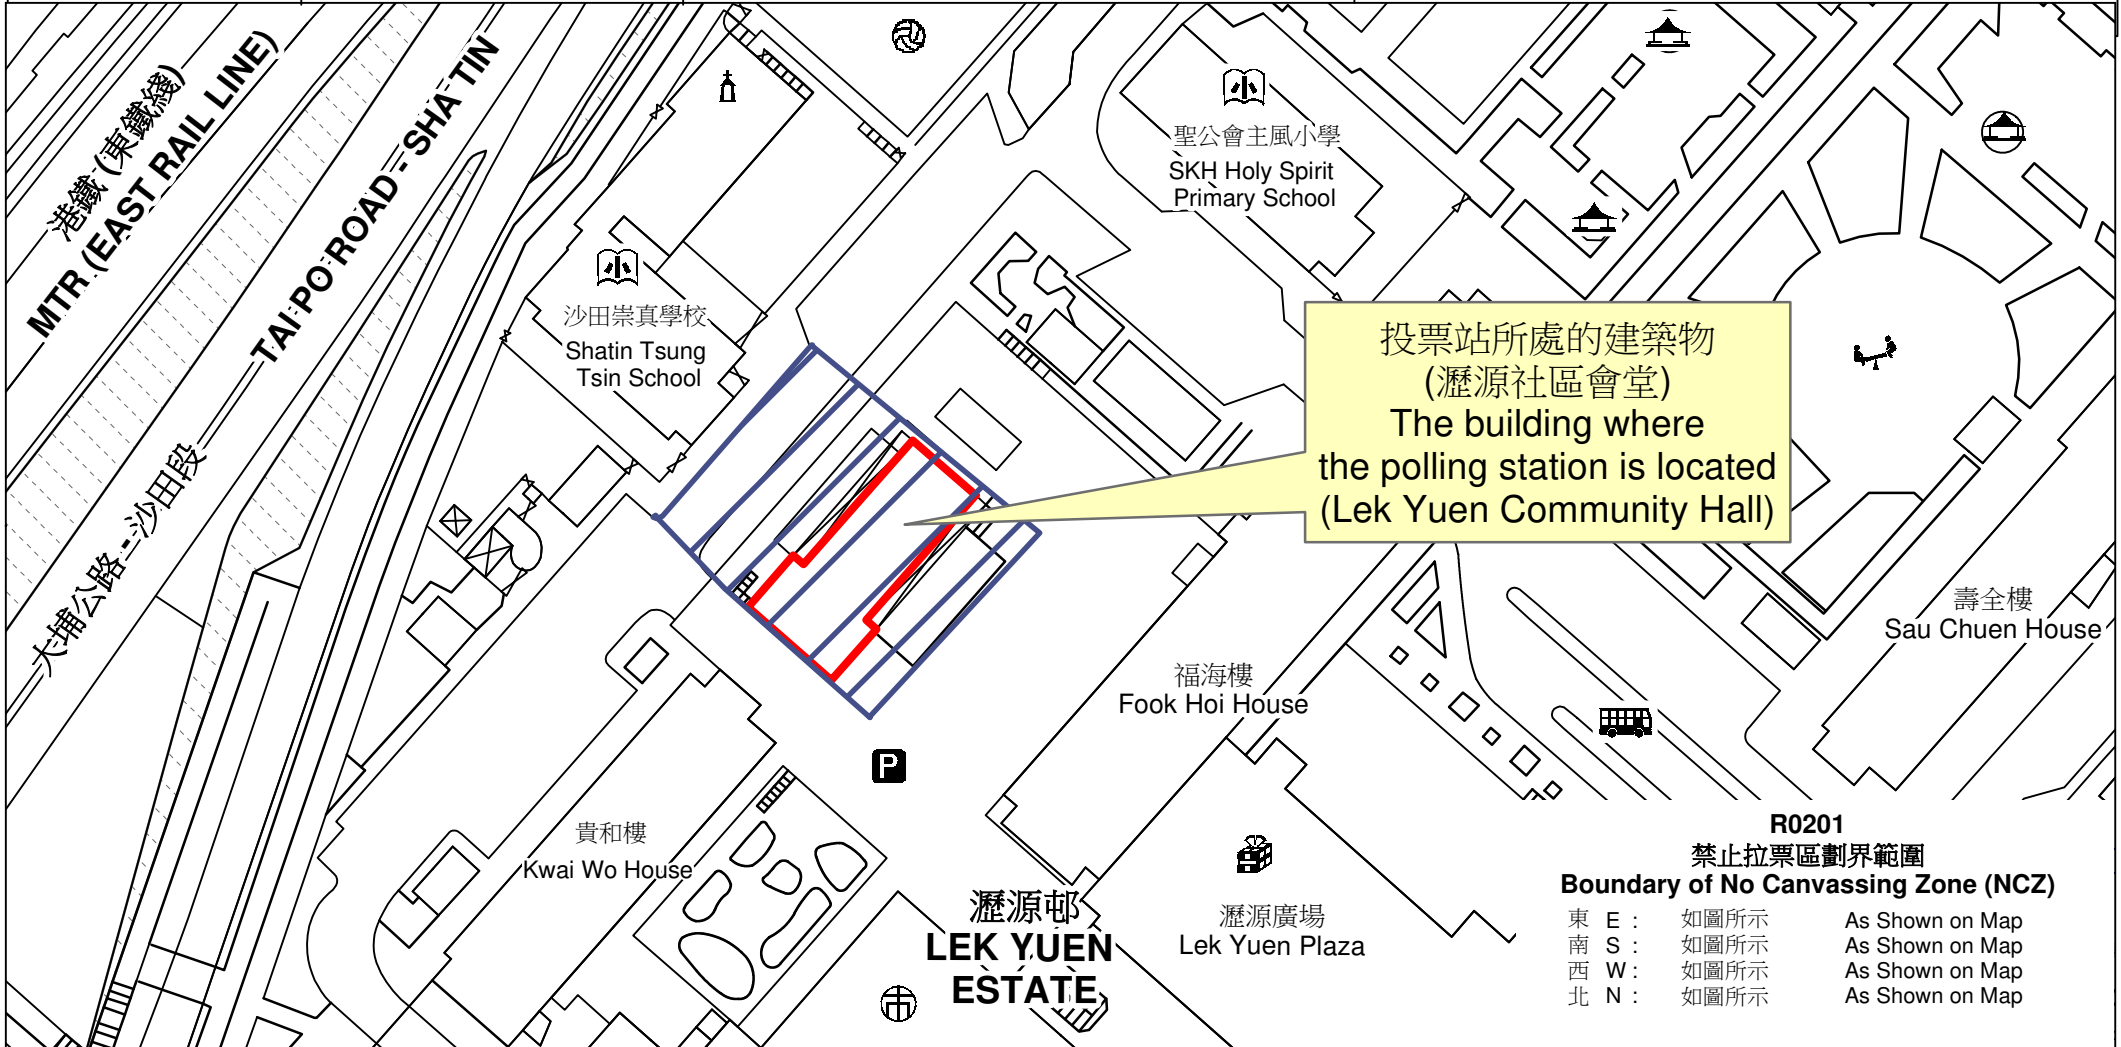 港鐵 (東鐵綫)
MTR (EAST RAIL LINE)
TAI PO ROAD - SHA TIN
大埔公路 - 沙田段
聖公會主風小學
SKH Holy Spirit
Primary School
沙田崇真學校
Shatin Tsung
Tsin School
投票站所處的建築物
(瀝源社區會堂)
The building where
the polling station is located
(Lek Yuen Community Hall)
壽全樓
Sau Chuen House
福海樓
Fook Hoi House
P
貴和樓
Kwai Wo House
瀝源邨
LEK YUEN
ESTATE
瀝源廣場
Lek Yuen Plaza
R0201
禁止拉票區劃界範圍
Boundary of No Canvassing Zone (NCZ)
東 E : 如圖所示 As Shown on Map
南 S : 如圖所示 As Shown on Map
西 W : 如圖所示 As Shown on Map
北 N : 如圖所示 As Shown on Map